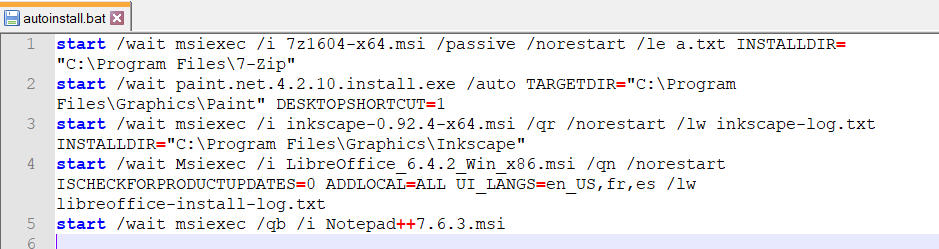 autoinstall.bat
1 start /wait msiexec /i 7z1604-x64.msi /passive /norestart /le a.txt INSTALLDIR=
"C:\Program Files\7-Zip"
2 start /wait paint.net.4.2.10.install.exe /auto TARGETDIR="C:\Program
Files\Graphics\Paint" DESKTOPSHORTCUT=1
3 start /wait msiexec /i inkscape-0.92.4-x64.msi /qr /norestart /lw inkscape-log.txt
INSTALLDIR="C:\Program Files\Graphics\Inkscape"
4 start /wait Msiexec /i LibreOffice_6.4.2_Win_x86.msi /qn /norestart
ISCHECKFORPRODUCTUPDATES=0 ADDLOCAL=ALL UI_LANGS=en_US,fr,es /lw
libreoffice-install-log.txt
5 start /wait msiexec /qb /i Notepad++7.6.3.msi
6